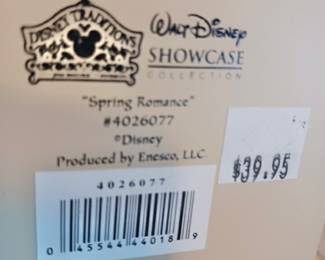 DISNEY TRADITIONS
Walt Disney
SHOWCASE
COLLECTION
"Spring Romance"
#4026077
©Disney
Produced by Enesco, LLC.
$39.95
4026077
0 45544 44018 9